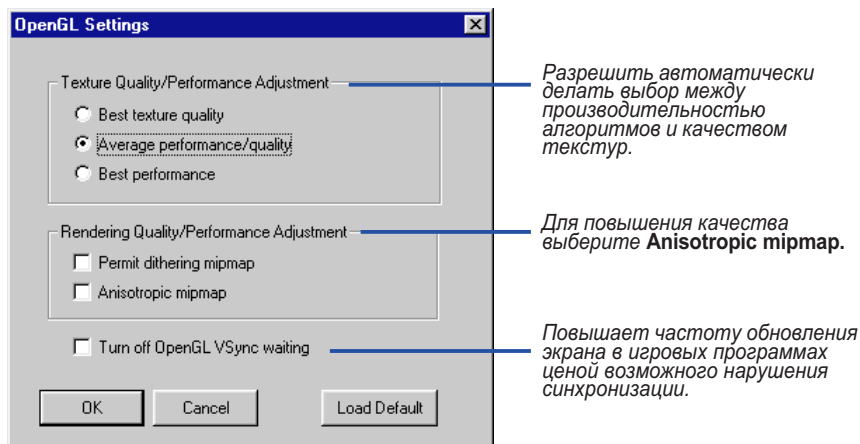 OpenGL Settings
Texture Quality/Performance Adjustment
Best texture quality
Average performance/quality
Best performance
Разрешить автоматически
делать выбор между
производительностью
алгоритмов и качеством
текстур.
Rendering Quality/Performance Adjustment
Permit dithering mipmap
Anisotropic mipmap
Для повышения качества
выберите Anisotropic mipmap.
Turn off OpenGL VSync waiting
Повышает частоту обновления
экрана в игровых программах
ценой возможного нарушения
синхронизации.
OK Cancel Load Default